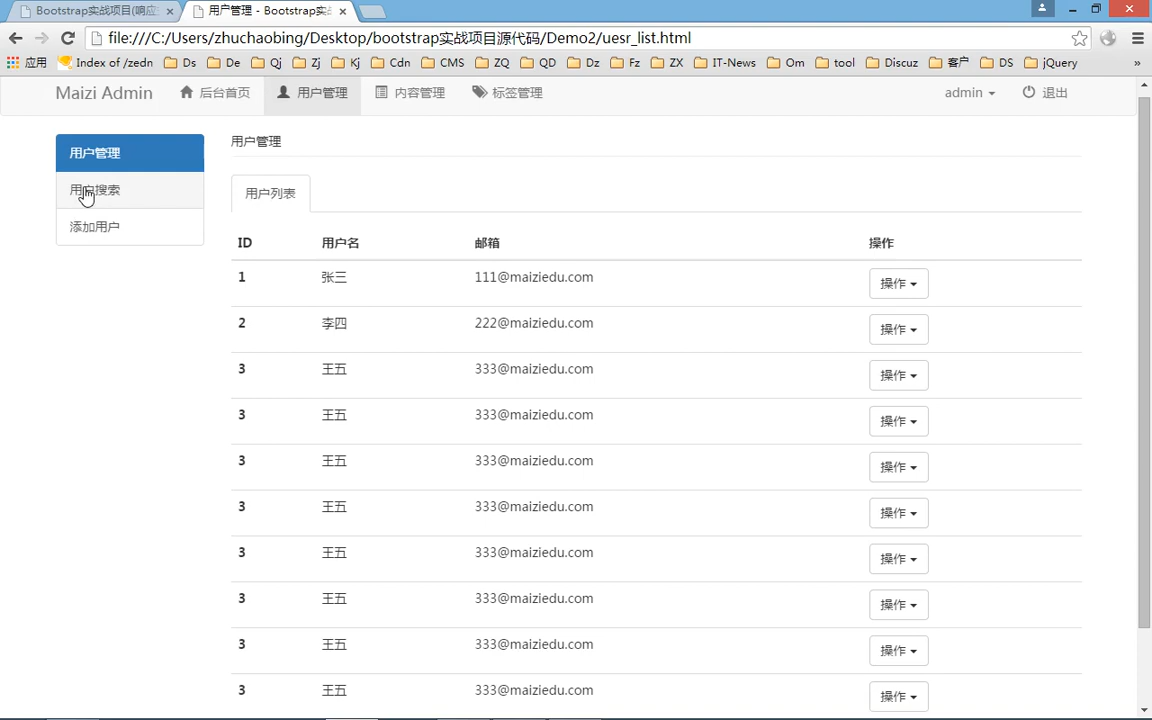 Bootstrap实战项目(响应 用户管理 - Bootstrap实战
file:///C:/Users/zhuchaobing/Desktop/bootstrap实战项目源代码/Demo2/uesr_list.html
应用 Index of /zedn Ds De Qj Zj Kj Cdn CMS ZQ QD Dz Fz ZX IT-News Om tool Discuz 客户 DS jQuery »
Maizi Admin 后台首页 用户管理 内容管理 标签管理 admin 退出
用户管理
用户搜索
添加用户
用户管理
用户列表
ID 用户名 邮箱 操作
1 张三 111@maiziedu.com 操作
2 李四 222@maiziedu.com 操作
3 王五 333@maiziedu.com 操作
3 王五 333@maiziedu.com 操作
3 王五 333@maiziedu.com 操作
3 王五 333@maiziedu.com 操作
3 王五 333@maiziedu.com 操作
3 王五 333@maiziedu.com 操作
3 王五 333@maiziedu.com 操作
3 王五 333@maiziedu.com 操作